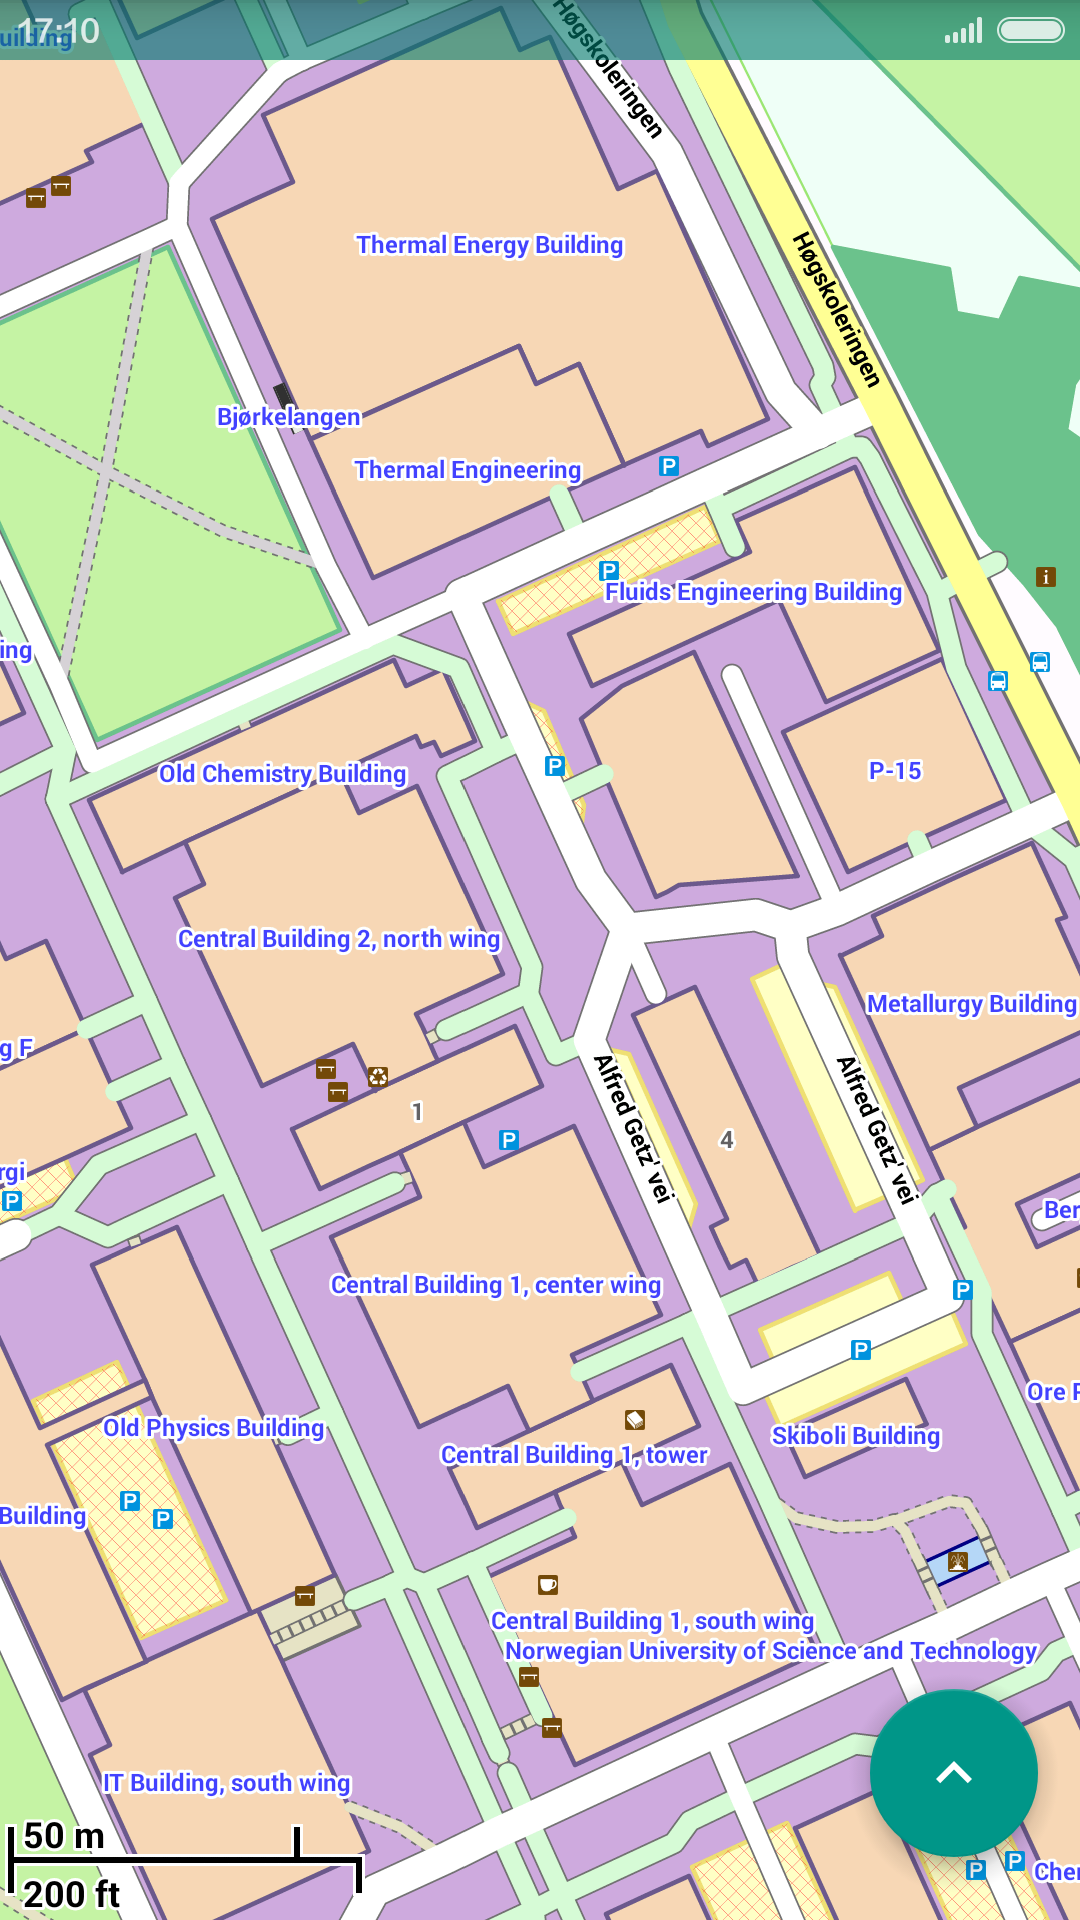 17:10
uilding
Høgskoleringen
Thermal Energy Building
Høgskoleringen
Bjørkelangen
Thermal Engineering
P
P
Fluids Engineering Building
i
ing
P
Old Chemistry Building
P-15
Central Building 2, north wing
Metallurgy Building
g F
1
Alfred Getz' vei
Alfred Getz' vei
4
P
rgi
P
Ber
Central Building 1, center wing
P
P
Ore F
Old Physics Building
Skiboli Building
Central Building 1, tower
P
P
Building
Central Building 1, south wing
Norwegian University of Science and Technology
IT Building, south wing
50 m
200 ft
P
P
Cher